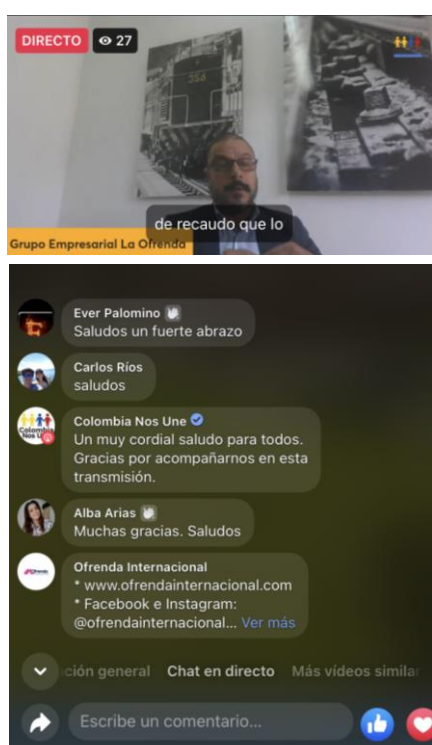 DIRECTO 27
356
de recaudo que lo
Grupo Empresarial La Ofrenda
Ever Palomino
Saludos un fuerte abrazo
Carlos Ríos
saludos
Colombia Nos Une
Un muy cordial saludo para todos.
Gracias por acompañarnos en esta
transmisión.
Alba Arias
Muchas gracias. Saludos
Ofrenda Internacional
* www.ofrendainternacional.com
* Facebook e Instagram:
@ofrendainternacional... Ver más
ción general Chat en directo Más vídeos similar
Escribe un comentario...